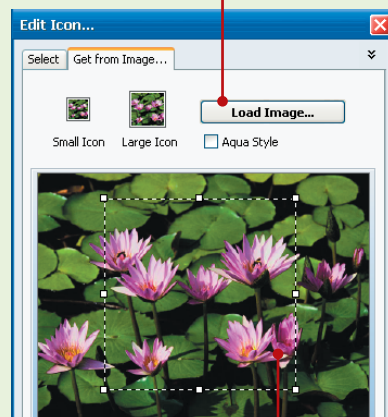 Edit Icon...
Select Get from Image...
Load Image...
Small Icon Large Icon Aqua Style